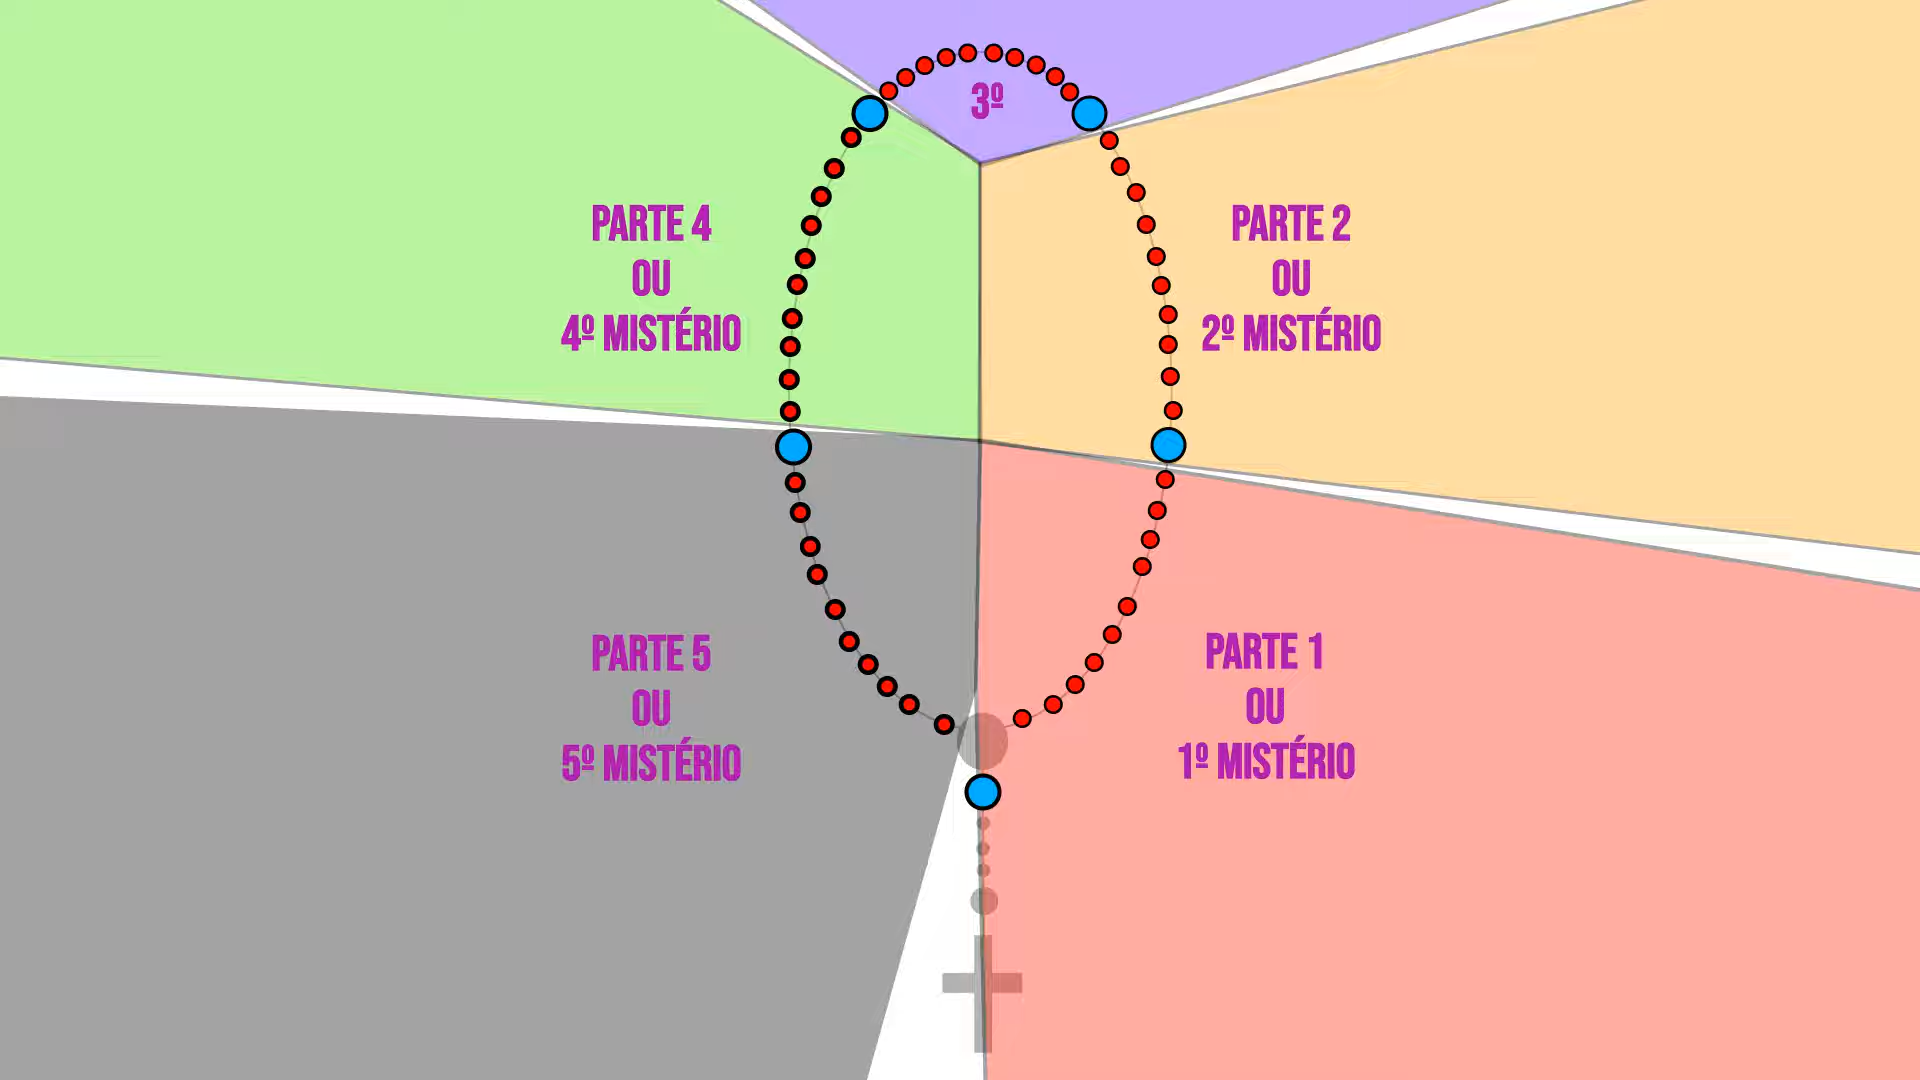 3º
PARTE 4
OU
4º MISTÉRIO
PARTE 2
OU
2º MISTÉRIO
PARTE 5
OU
5º MISTÉRIO
PARTE 1
OU
1º MISTÉRIO